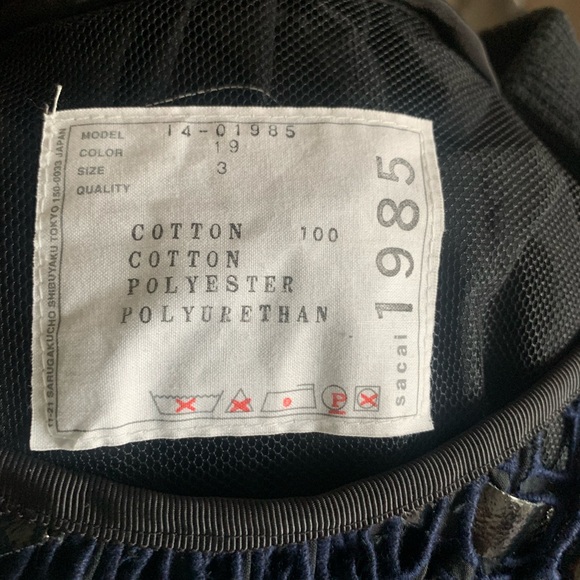 MODEL 14-01985
COLOR 19
SIZE 3
QUALITY
COTTON 100
COTTON
POLYESTER
POLYURETHAN
P
sacai 1985
11-21 SARUGAKUCHO SHIBUYAKU TOKYO 150-0033 JAPAN